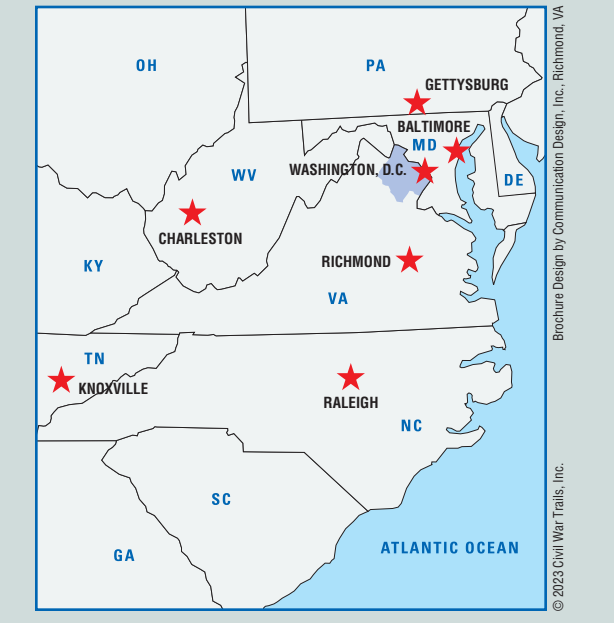 OH
PA
GETTYSBURG
BALTIMORE
MD
WASHINGTON, D.C.
WV
DE
CHARLESTON
RICHMOND
KY
VA
TN
KNOXVILLE
RALEIGH
NC
SC
GA
ATLANTIC OCEAN
Brochure Design by Communication Design, Inc., Richmond, VA
© 2023 Civil War Trails, Inc.